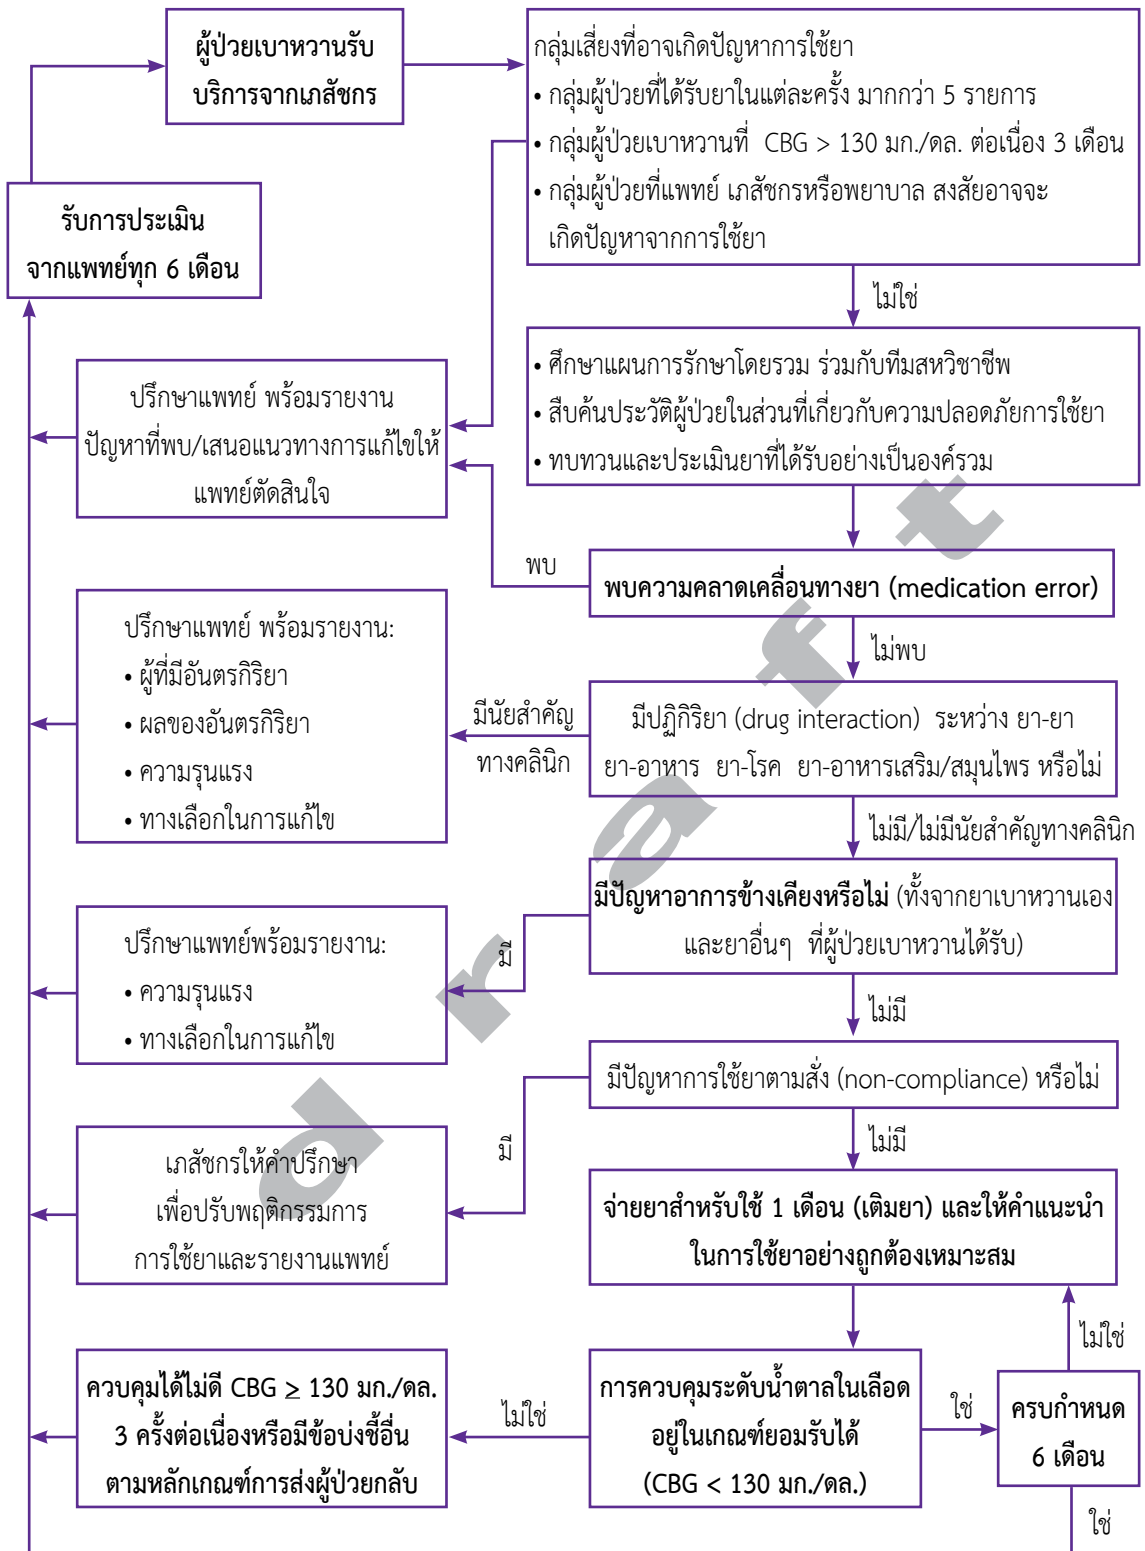 ผู้ป่วยเบาหวานรับ
บริการจากเภสัชกร
กลุ่มเสี่ยงที่อาจเกิดปัญหาการใช้ยา
• กลุ่มผู้ป่วยที่ได้รับยาในแต่ละครั้ง มากกว่า 5 รายการ
• กลุ่มผู้ป่วยเบาหวานที่ CBG > 130 มก./ดล. ต่อเนื่อง 3 เดือน
• กลุ่มผู้ป่วยที่แพทย์ เภสัชกรหรือพยาบาล สงสัยอาจจะ
เกิดปัญหาจากการใช้ยา
รับการประเมิน
จากแพทย์ทุก 6 เดือน
ไม่ใช่
• ศึกษาแผนการรักษาโดยรวม ร่วมกับทีมสหวิชาชีพ
• สืบค้นประวัติผู้ป่วยในส่วนที่เกี่ยวกับความปลอดภัยการใช้ยา
• ทบทวนและประเมินยาที่ได้รับอย่างเป็นองค์รวม
ปรึกษาแพทย์ พร้อมรายงาน
ปัญหาที่พบ/เสนอแนวทางการแก้ไขให้
แพทย์ตัดสินใจ
พบ
พบความคลาดเคลื่อนทางยา (medication error)
ไม่พบ
ปรึกษาแพทย์ พร้อมรายงาน:
• ผู้ที่มีอันตรกิริยา
• ผลของอันตรกิริยา
• ความรุนแรง
• ทางเลือกในการแก้ไข
มีนัยสำคัญ
ทางคลินิก
มีปฏิกิริยา (drug interaction) ระหว่าง ยา-ยา
ยา-อาหาร ยา-โรค ยา-อาหารเสริม/สมุนไพร หรือไม่
ไม่มี/ไม่มีนัยสำคัญทางคลินิก
มีปัญหาอาการข้างเคียงหรือไม่ (ทั้งจากยาเบาหวานเอง
และยาอื่นๆ ที่ผู้ป่วยเบาหวานได้รับ)
มี
ปรึกษาแพทย์พร้อมรายงาน:
• ความรุนแรง
• ทางเลือกในการแก้ไข
ไม่มี
มีปัญหาการใช้ยาตามสั่ง (non-compliance) หรือไม่
มี
ไม่มี
เภสัชกรให้คำปรึกษา
เพื่อปรับพฤติกรรมการ
การใช้ยาและรายงานแพทย์
จ่ายยาสำหรับใช้ 1 เดือน (เติมยา) และให้คำแนะนำ
ในการใช้ยาอย่างถูกต้องเหมาะสม
ไม่ใช่
ควบคุมได้ไม่ดี CBG ≥ 130 มก./ดล.
3 ครั้งต่อเนื่องหรือมีข้อบ่งชี้อื่น
ตามหลักเกณฑ์การส่งผู้ป่วยกลับ
ไม่ใช่
การควบคุมระดับน้ำตาลในเลือด
อยู่ในเกณฑ์ยอมรับได้
(CBG < 130 มก./ดล.)
ใช่
ครบกำหนด
6 เดือน
ใช่
draft